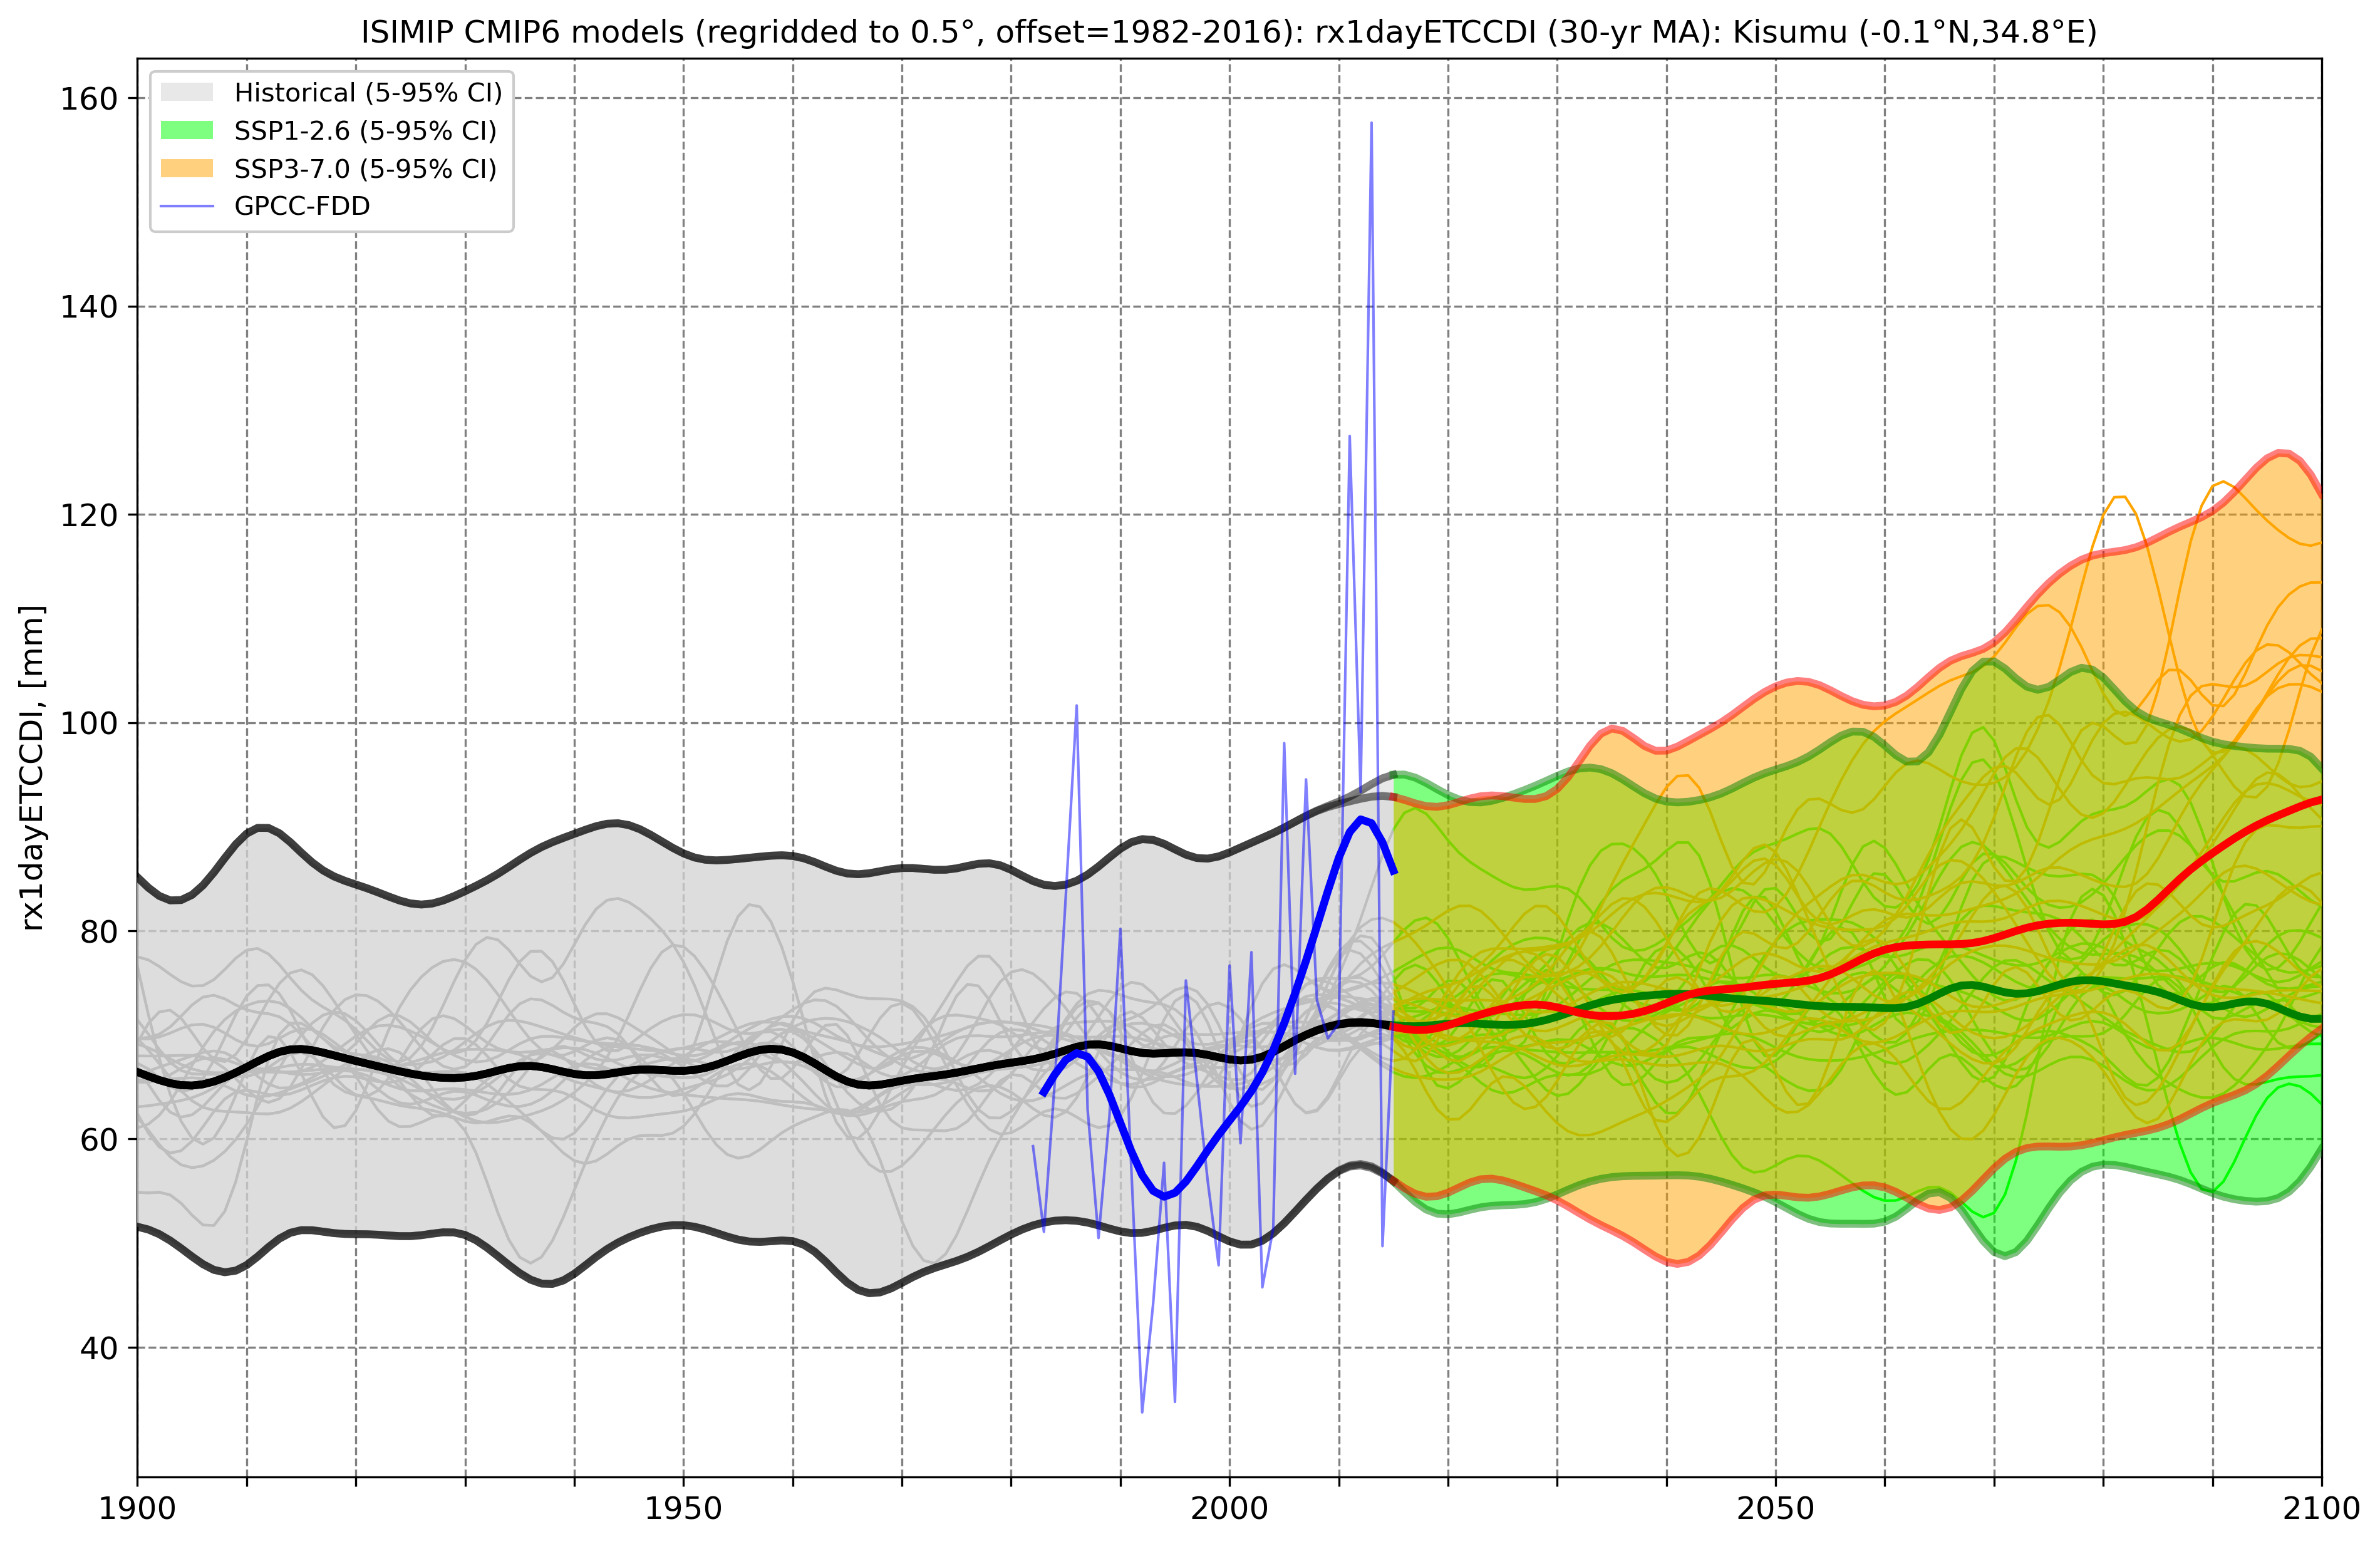 ISIMIP CMIP6 models (regridded to 0.5°, offset=1982-2016): rx1dayETCCDI (30-yr MA): Kisumu (-0.1°N,34.8°E)
Historical (5-95% CI)
SSP1-2.6 (5-95% CI)
SSP3-7.0 (5-95% CI)
GPCC-FDD
rx1dayETCCDI, [mm]
160
140
120
100
80
60
40
1900 1950 2000 2050 2100